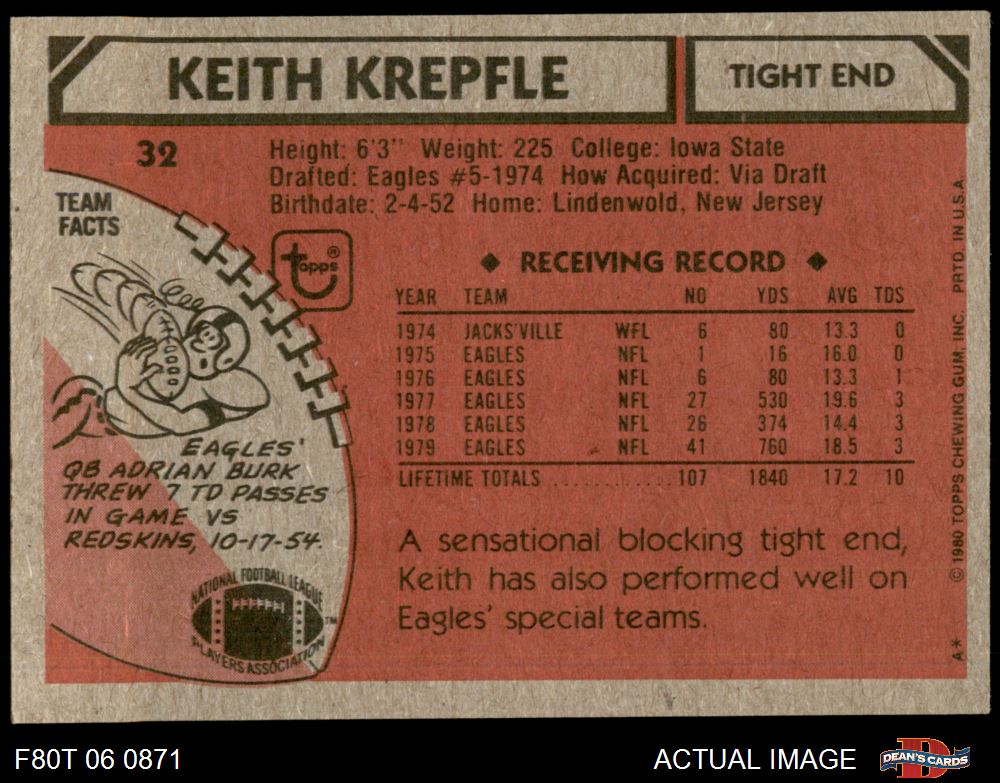 KEITH KREPFLE
TIGHT END
32
Height: 6'3" Weight: 225 College: Iowa State
Drafted: Eagles #5-1974 How Acquired: Via Draft
Birthdate: 2-4-52 Home: Lindenwold, New Jersey
TEAM
FACTS
topps ®
EAGLES'
QB ADRIAN BURK
THREW 7 TD PASSES
IN GAME VS
REDSKINS, 10-17-54.
NATIONAL FOOTBALL LEAGUE
PLAYERS ASSOCIATION
TM
◆ RECEIVING RECORD ◆
YEAR TEAM NO YDS AVG TDS
1974 JACKS'VILLE WFL 6 80 13.3 0
1975 EAGLES NFL 1 16 16.0 0
1976 EAGLES NFL 6 80 13.3 1
1977 EAGLES NFL 27 530 19.6 3
1978 EAGLES NFL 26 374 14.4 3
1979 EAGLES NFL 41 760 18.5 3
LIFETIME TOTALS ............ 107 1840 17.2 10
A sensational blocking tight end,
Keith has also performed well on
Eagles' special teams.
© 1980 TOPPS CHEWING GUM, INC. PRTD. IN U.S.A.
A*
F80T 06 0871
ACTUAL IMAGE
D
DEAN'S CARDS